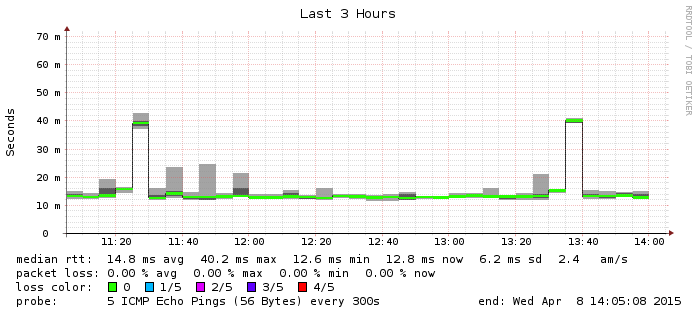 Last 3 Hours
RRDTOOL / TOBI OETIKER
Seconds
70 m
60 m
50 m
40 m
30 m
20 m
10 m
0
11:20 11:40 12:00 12:20 12:40 13:00 13:20 13:40 14:00
median rtt: 14.8 ms avg 40.2 ms max 12.6 ms min 12.8 ms now 6.2 ms sd 2.4 am/s
packet loss: 0.00 % avg 0.00 % max 0.00 % min 0.00 % now
loss color: 0 1/5 2/5 3/5 4/5
probe: 5 ICMP Echo Pings (56 Bytes) every 300s end: Wed Apr 8 14:05:08 2015